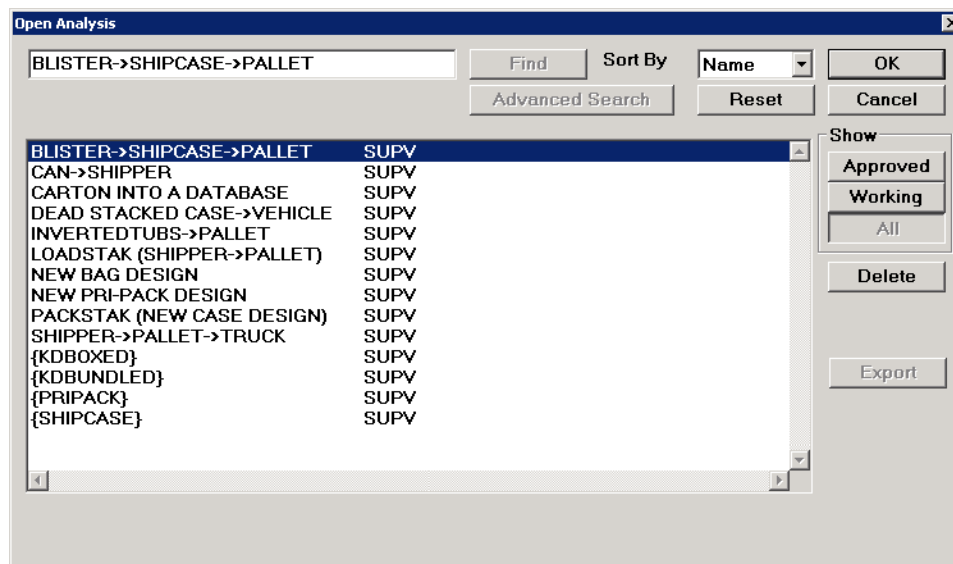 Open Analysis
BLISTER->SHIPCASE->PALLET
Find
Sort By
Name
OK
Advanced Search
Reset
Cancel
Show
BLISTER->SHIPCASE->PALLET SUPV
CAN->SHIPPER SUPV
CARTON INTO A DATABASE SUPV
DEAD STACKED CASE->VEHICLE SUPV
INVERTEDTUBS->PALLET SUPV
LOADSTAK (SHIPPER->PALLET) SUPV
NEW BAG DESIGN SUPV
NEW PRI-PACK DESIGN SUPV
PACKSTAK (NEW CASE DESIGN) SUPV
SHIPPER->PALLET->TRUCK SUPV
{KDBOXED} SUPV
{KDBUNDLED} SUPV
{PRIPACK} SUPV
{SHIPCASE} SUPV
Approved
Working
All
Delete
Export